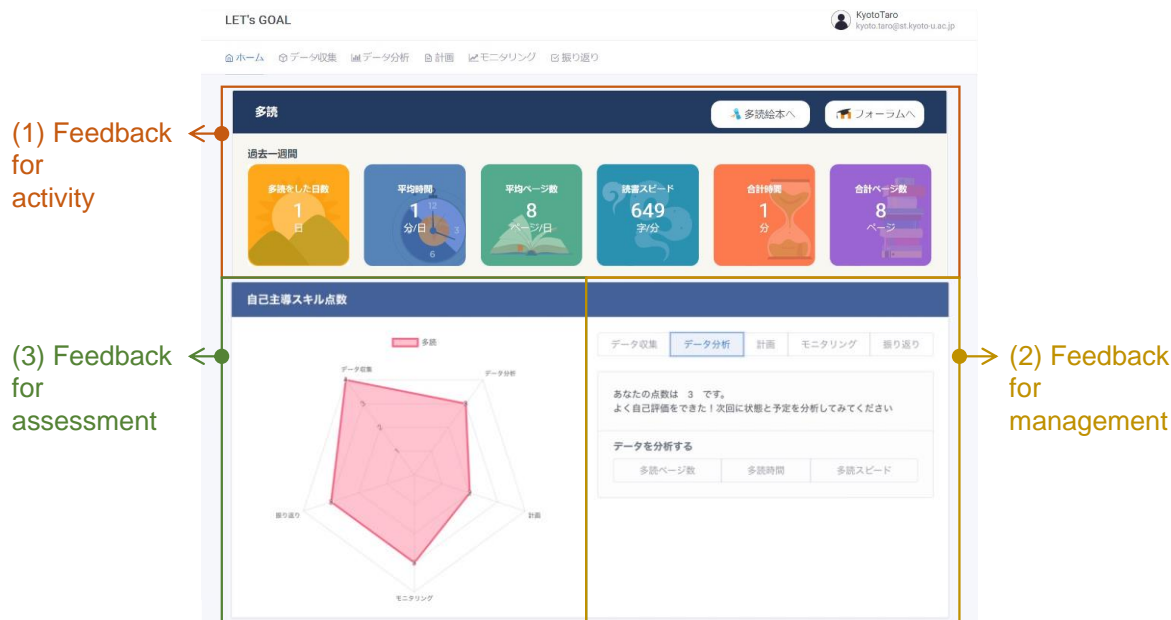 LET's GOAL
KyotoTaro
kyoto.taro@st.kyoto-u.ac.jp
ホーム データ収集 データ分析 計画 モニタリング 振り返り
(1) Feedback
for
activity
多読
多読絵本へ
フォーラムへ
過去一週間
多読をした日数
1
日
平均時間
1
分/日
12
3
6
平均ページ数
8
ページ/日
読書スピード
649
字/分
合計時間
1
分
合計ページ数
8
ページ
(3) Feedback
for
assessment
自己主導スキル点数
多読
データ収集
データ分析
計画
モニタリング
振り返り
4
3
2
1
データ収集 データ分析 計画 モニタリング 振り返り
あなたの点数は 3 です。
よく自己評価をできた！次回に状態と予定を分析してみてください
データを分析する
多読ページ数 多読時間 多読スピード
(2) Feedback
for
management